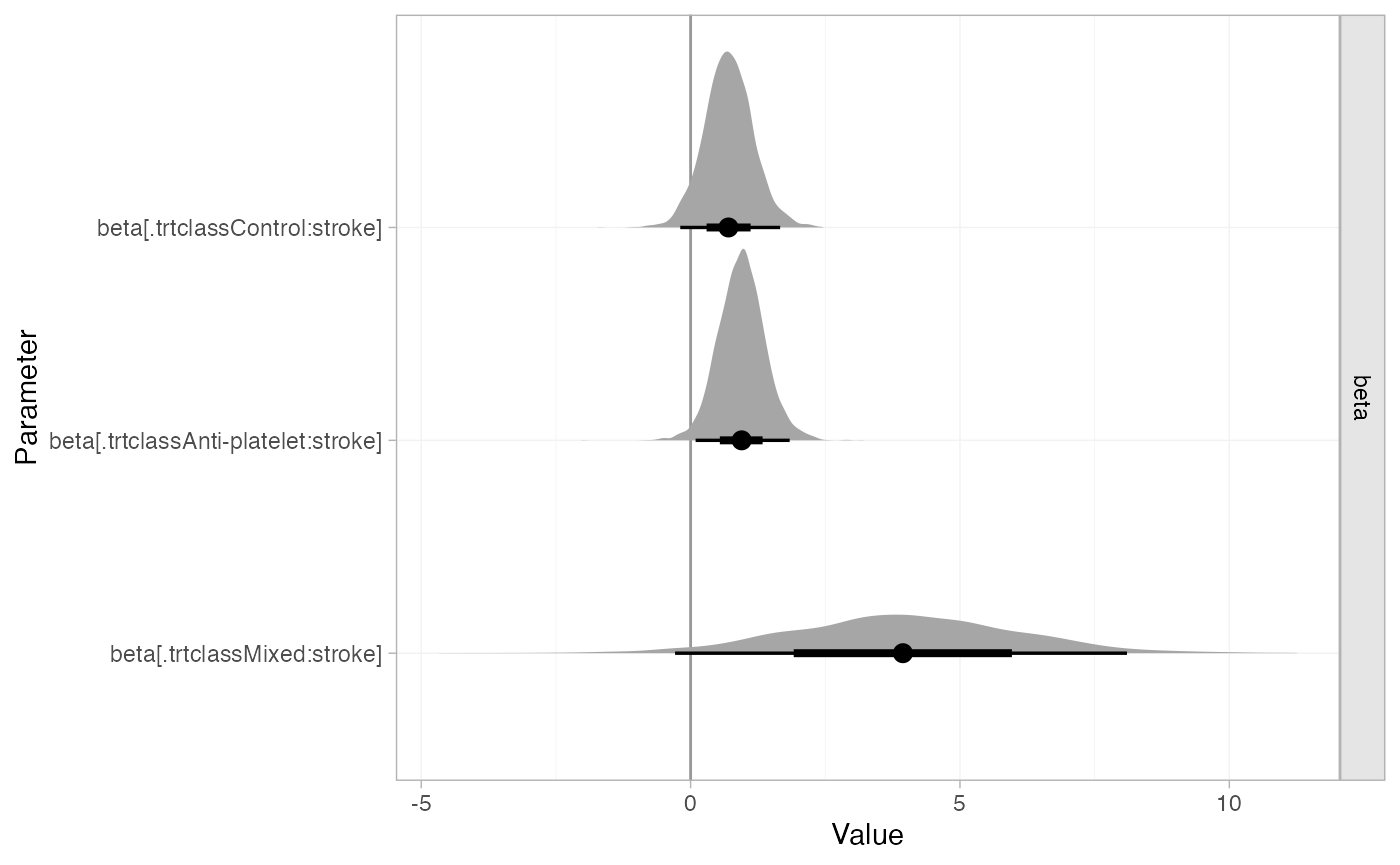 beta[.trtclassControl:stroke]
beta[.trtclassAnti-platelet:stroke]
beta[.trtclassMixed:stroke]
Parameter
beta
-5
0
5
10
Value